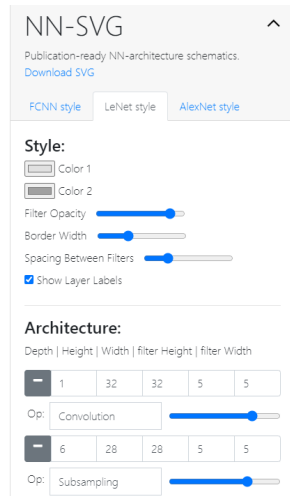 NN-SVG
Publication-ready NN-architecture schematics.
Download SVG
FCNN style LeNet style AlexNet style
Style:
Color 1
Color 2
Filter Opacity
Border Width
Spacing Between Filters
Show Layer Labels
Architecture:
Depth | Height | Width | filter Height | filter Width
− 1 32 32 5 5
Op: Convolution
− 6 28 28 5 5
Op: Subsampling